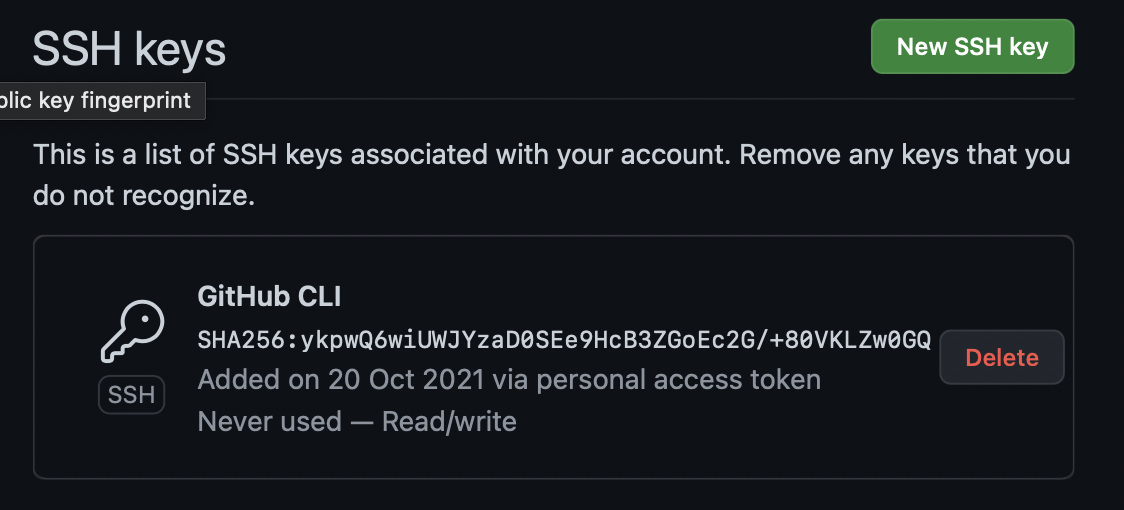 SSH keys
New SSH key
key fingerprint
This is a list of SSH keys associated with your account. Remove any keys that you
do not recognize.
GitHub CLI
SHA256:ykpwQ6wiUWJYzaD0SEe9HcB3ZGoEc2G/+80VKLZw0GQ
Delete
Added on 20 Oct 2021 via personal access token
SSH
Never used — Read/write